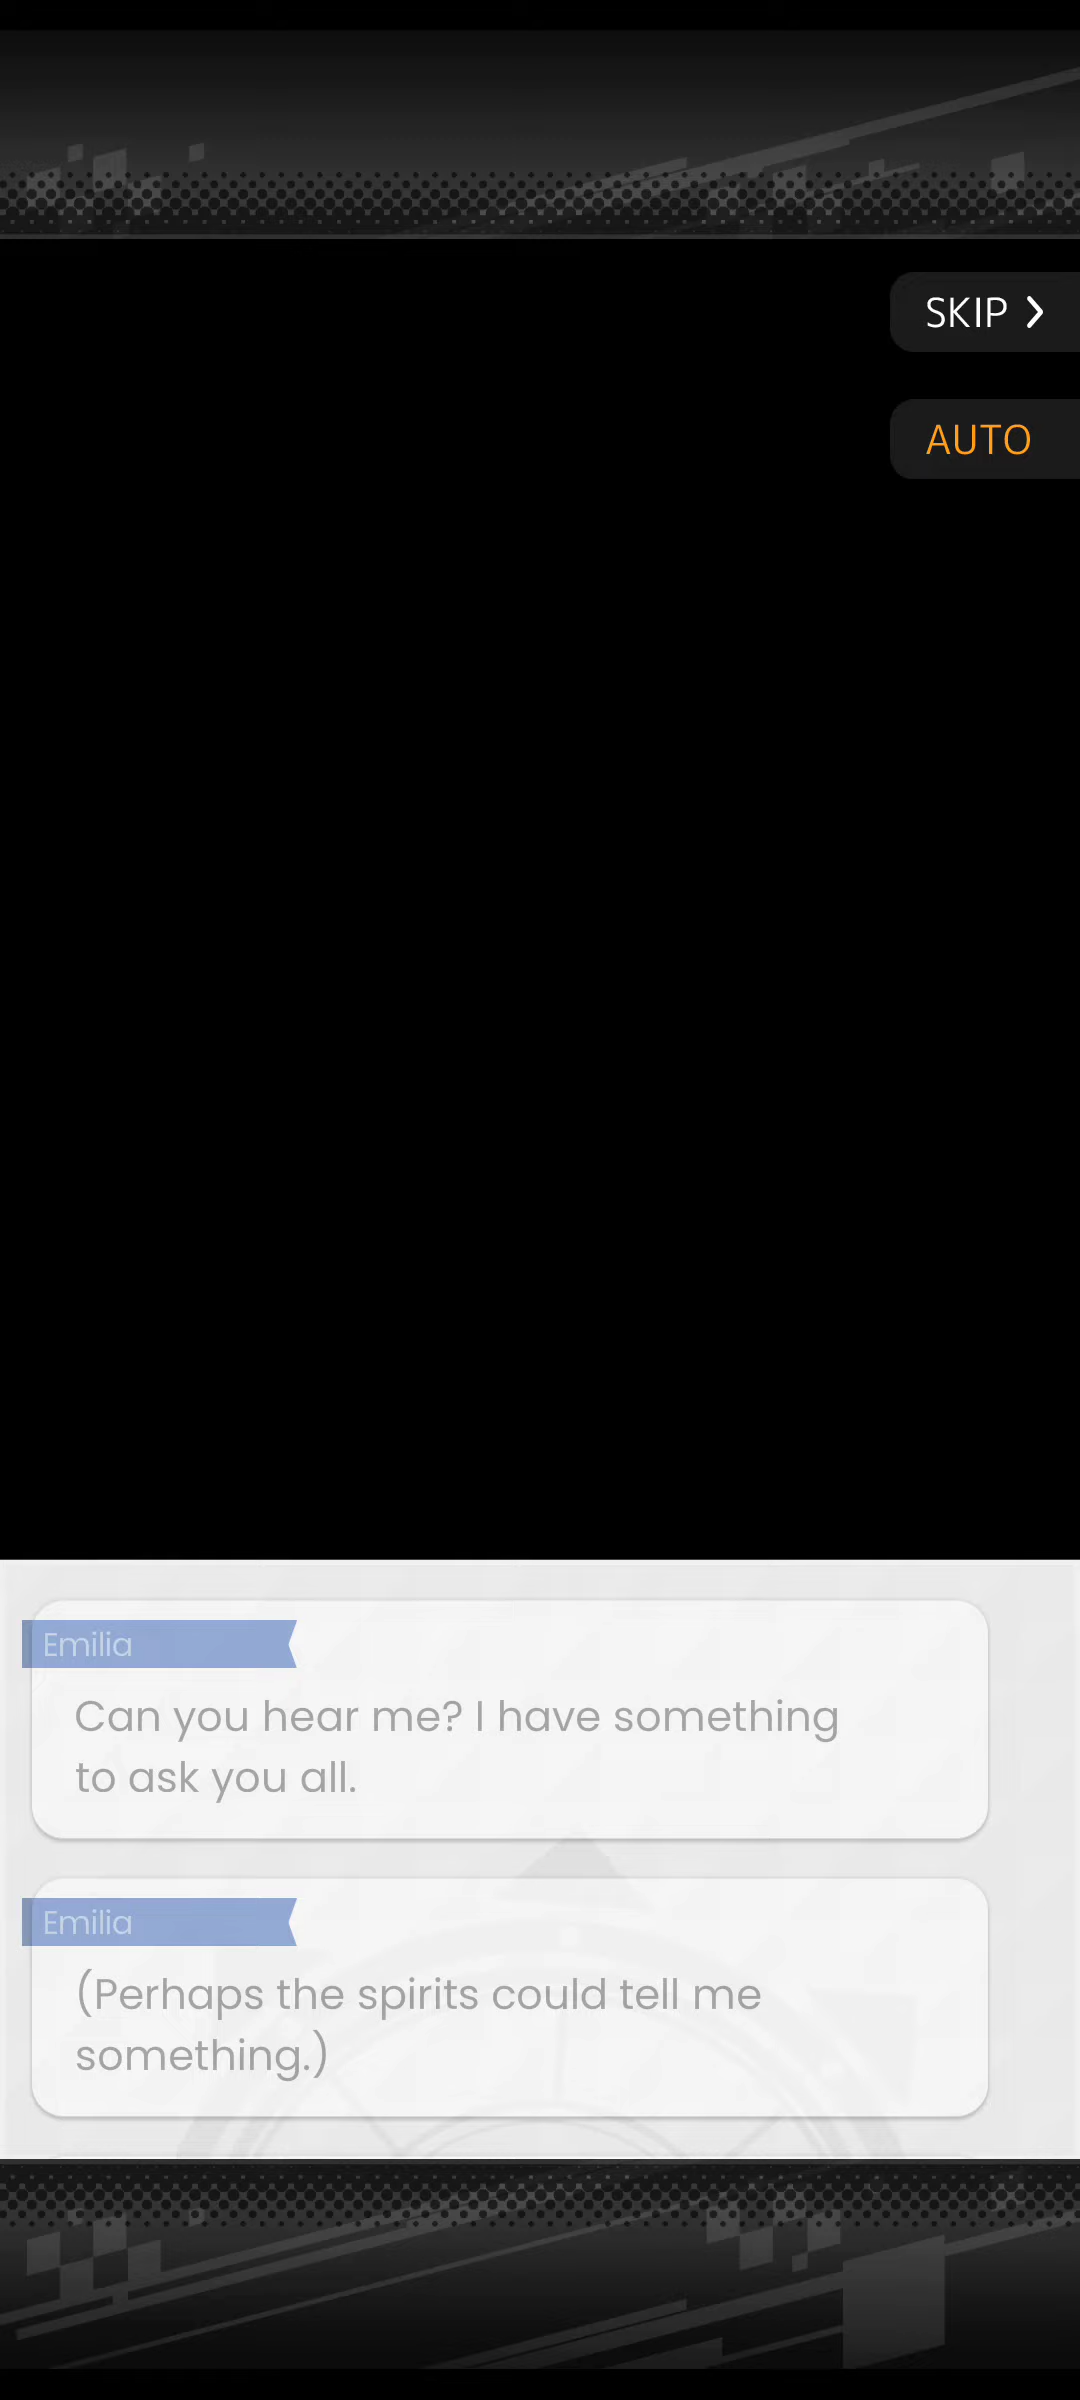 SKIP
AUTO
Emilia
Can you hear me? I have something
to ask you all.
Emilia
(Perhaps the spirits could tell me
something.)